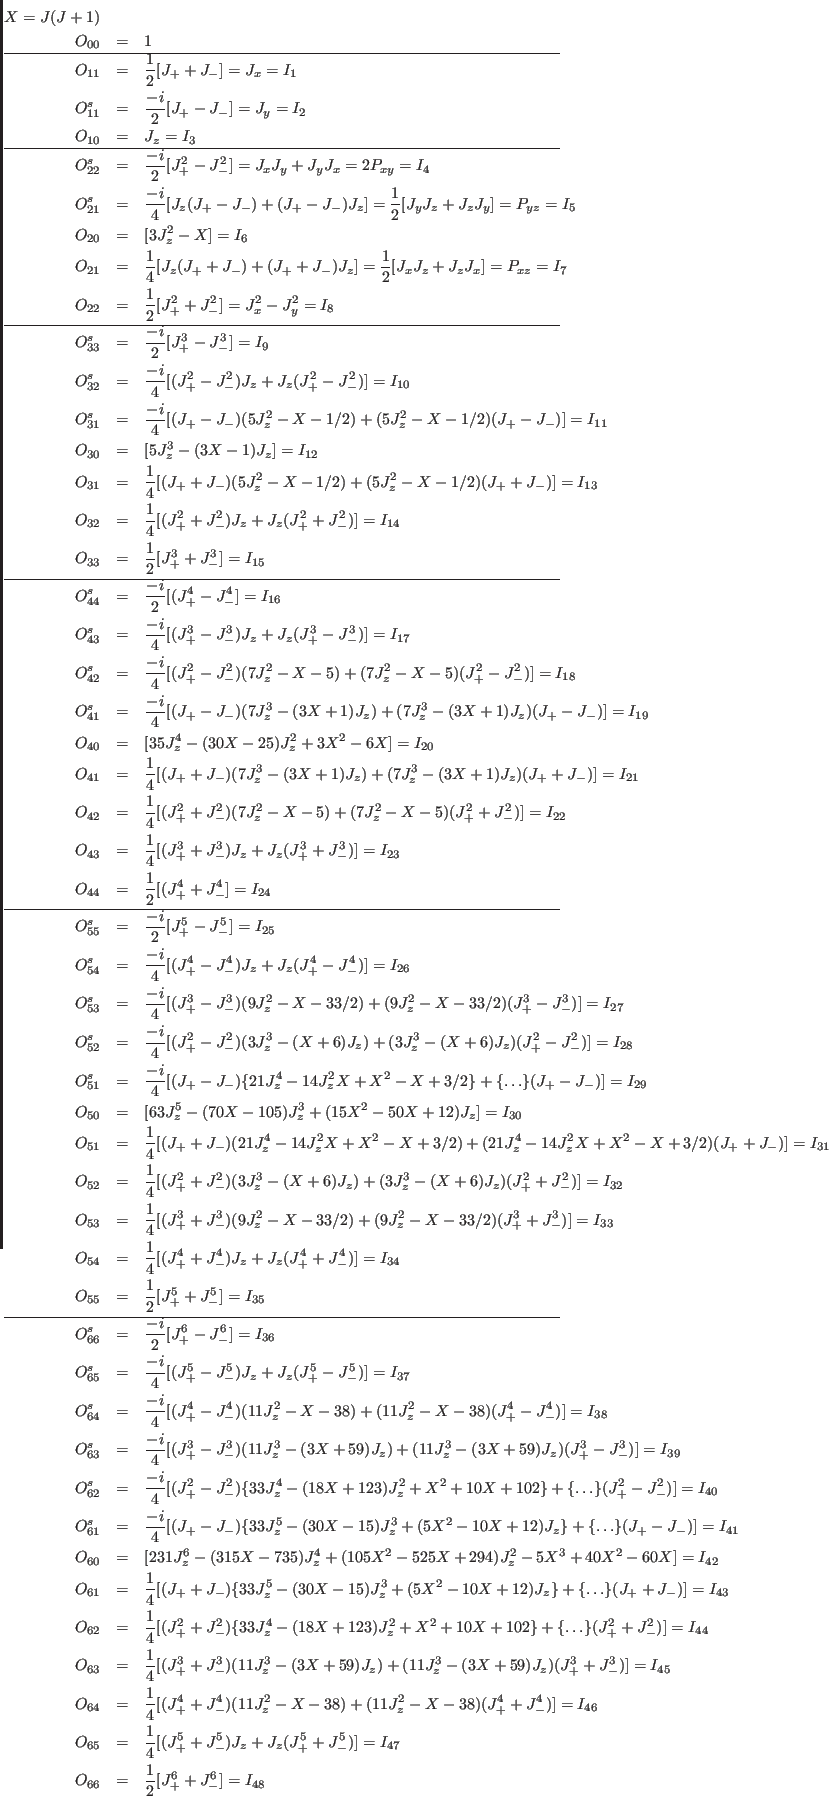 X = J(J + 1)
O_{00} = 1
O_{11} = \frac{1}{2}[J_+ + J_-] = J_x = I_1
O_{11}^s = \frac{-i}{2}[J_+ - J_-] = J_y = I_2
O_{10} = J_z = I_3
O_{22}^s = \frac{-i}{2}[J_+^2 - J_-^2] = J_xJ_y + J_yJ_x = 2P_{xy} = I_4
O_{21}^s = \frac{-i}{4}[J_z(J_+ - J_-) + (J_+ - J_-)J_z] = \frac{1}{2}[J_yJ_z + J_zJ_y] = P_{yz} = I_5
O_{20} = [3J_z^2 - X] = I_6
O_{21} = \frac{1}{4}[J_z(J_+ + J_-) + (J_+ + J_-)J_z] = \frac{1}{2}[J_xJ_z + J_zJ_x] = P_{xz} = I_7
O_{22} = \frac{1}{2}[J_+^2 + J_-^2] = J_x^2 - J_y^2 = I_8
O_{33}^s = \frac{-i}{2}[J_+^3 - J_-^3] = I_9
O_{32}^s = \frac{-i}{4}[(J_+^2 - J_-^2)J_z + J_z(J_+^2 - J_-^2)] = I_{10}
O_{31}^s = \frac{-i}{4}[(J_+ - J_-)(5J_z^2 - X - 1/2) + (5J_z^2 - X - 1/2)(J_+ - J_-)] = I_{11}
O_{30} = [5J_z^3 - (3X - 1)J_z] = I_{12}
O_{31} = \frac{1}{4}[(J_+ + J_-)(5J_z^2 - X - 1/2) + (5J_z^2 - X - 1/2)(J_+ + J_-)] = I_{13}
O_{32} = \frac{1}{4}[(J_+^2 + J_-^2)J_z + J_z(J_+^2 + J_-^2)] = I_{14}
O_{33} = \frac{1}{2}[J_+^3 + J_-^3] = I_{15}
O_{44}^s = \frac{-i}{2}[(J_+^4 - J_-^4] = I_{16}
O_{43}^s = \frac{-i}{4}[(J_+^3 - J_-^3)J_z + J_z(J_+^3 - J_-^3)] = I_{17}
O_{42}^s = \frac{-i}{4}[(J_+^2 - J_-^2)(7J_z^2 - X - 5) + (7J_z^2 - X - 5)(J_+^2 - J_-^2)] = I_{18}
O_{41}^s = \frac{-i}{4}[(J_+ - J_-)(7J_z^3 - (3X + 1)J_z) + (7J_z^3 - (3X + 1)J_z)(J_+ - J_-)] = I_{19}
O_{40} = [35J_z^4 - (30X - 25)J_z^2 + 3X^2 - 6X] = I_{20}
O_{41} = \frac{1}{4}[(J_+ + J_-)(7J_z^3 - (3X + 1)J_z) + (7J_z^3 - (3X + 1)J_z)(J_+ + J_-)] = I_{21}
O_{42} = \frac{1}{4}[(J_+^2 + J_-^2)(7J_z^2 - X - 5) + (7J_z^2 - X - 5)(J_+^2 + J_-^2)] = I_{22}
O_{43} = \frac{1}{4}[(J_+^3 + J_-^3)J_z + J_z(J_+^3 + J_-^3)] = I_{23}
O_{44} = \frac{1}{2}[(J_+^4 + J_-^4] = I_{24}
O_{55}^s = \frac{-i}{2}[J_+^5 - J_-^5] = I_{25}
O_{54}^s = \frac{-i}{4}[(J_+^4 - J_-^4)J_z + J_z(J_+^4 - J_-^4)] = I_{26}
O_{53}^s = \frac{-i}{4}[(J_+^3 - J_-^3)(9J_z^2 - X - 33/2) + (9J_z^2 - X - 33/2)(J_+^3 - J_-^3)] = I_{27}
O_{52}^s = \frac{-i}{4}[(J_+^2 - J_-^2)(3J_z^3 - (X + 6)J_z) + (3J_z^3 - (X + 6)J_z)(J_+^2 - J_-^2)] = I_{28}
O_{51}^s = \frac{-i}{4}[(J_+ - J_-)\{21J_z^4 - 14J_z^2X + X^2 - X + 3/2\} + \{...\}(J_+ - J_-)] = I_{29}
O_{50} = [63J_z^5 - (70X - 105)J_z^3 + (15X^2 - 50X + 12)J_z] = I_{30}
O_{51} = \frac{1}{4}[(J_+ + J_-)(21J_z^4 - 14J_z^2X + X^2 - X + 3/2) + (21J_z^4 - 14J_z^2X + X^2 - X + 3/2)(J_+ + J_-)] = I_{31}
O_{52} = \frac{1}{4}[(J_+^2 + J_-^2)(3J_z^3 - (X + 6)J_z) + (3J_z^3 - (X + 6)J_z)(J_+^2 + J_-^2)] = I_{32}
O_{53} = \frac{1}{4}[(J_+^3 + J_-^3)(9J_z^2 - X - 33/2) + (9J_z^2 - X - 33/2)(J_+^3 + J_-^3)] = I_{33}
O_{54} = \frac{1}{4}[(J_+^4 + J_-^4)J_z + J_z(J_+^4 + J_-^4)] = I_{34}
O_{55} = \frac{1}{2}[J_+^5 + J_-^5] = I_{35}
O_{66}^s = \frac{-i}{2}[J_+^6 - J_-^6] = I_{36}
O_{65}^s = \frac{-i}{4}[(J_+^5 - J_-^5)J_z + J_z(J_+^5 - J_-^5)] = I_{37}
O_{64}^s = \frac{-i}{4}[(J_+^4 - J_-^4)(11J_z^2 - X - 38) + (11J_z^2 - X - 38)(J_+^4 - J_-^4)] = I_{38}
O_{63}^s = \frac{-i}{4}[(J_+^3 - J_-^3)(11J_z^3 - (3X + 59)J_z) + (11J_z^3 - (3X + 59)J_z)(J_+^3 - J_-^3)] = I_{39}
O_{62}^s = \frac{-i}{4}[(J_+^2 - J_-^2)\{33J_z^4 - (18X + 123)J_z^2 + X^2 + 10X + 102\} + \{...\}(J_+^2 - J_-^2)] = I_{40}
O_{61}^s = \frac{-i}{4}[(J_+ - J_-)\{33J_z^5 - (30X - 15)J_z^3 + (5X^2 - 10X + 12)J_z\} + \{...\}(J_+ - J_-)] = I_{41}
O_{60} = [231J_z^6 - (315X - 735)J_z^4 + (105X^2 - 525X + 294)J_z^2 - 5X^3 + 40X^2 - 60X] = I_{42}
O_{61} = \frac{1}{4}[(J_+ + J_-)\{33J_z^5 - (30X - 15)J_z^3 + (5X^2 - 10X + 12)J_z\} + \{...\}(J_+ + J_-)] = I_{43}
O_{62} = \frac{1}{4}[(J_+^2 + J_-^2)\{33J_z^4 - (18X + 123)J_z^2 + X^2 + 10X + 102\} + \{...\}(J_+^2 + J_-^2)] = I_{44}
O_{63} = \frac{1}{4}[(J_+^3 + J_-^3)(11J_z^3 - (3X + 59)J_z) + (11J_z^3 - (3X + 59)J_z)(J_+^3 + J_-^3)] = I_{45}
O_{64} = \frac{1}{4}[(J_+^4 + J_-^4)(11J_z^2 - X - 38) + (11J_z^2 - X - 38)(J_+^4 + J_-^4)] = I_{46}
O_{65} = \frac{1}{4}[(J_+^5 + J_-^5)J_z + J_z(J_+^5 + J_-^5)] = I_{47}
O_{66} = \frac{1}{2}[J_+^6 + J_-^6] = I_{48}